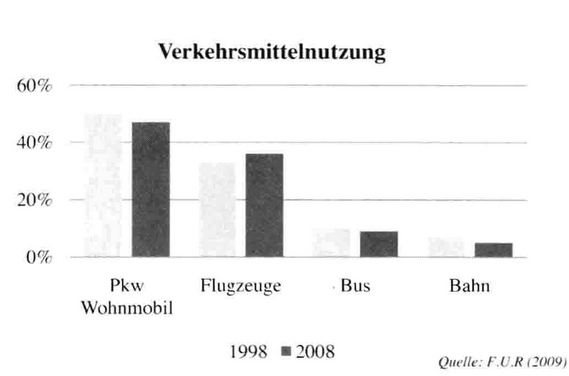 Verkehrsmittelnutzung
60%
40%
20%
0%
Pkw Flugzeuge Bus Bahn
Wohnmobil
1998 2008
Quelle: F.U.R (2009)